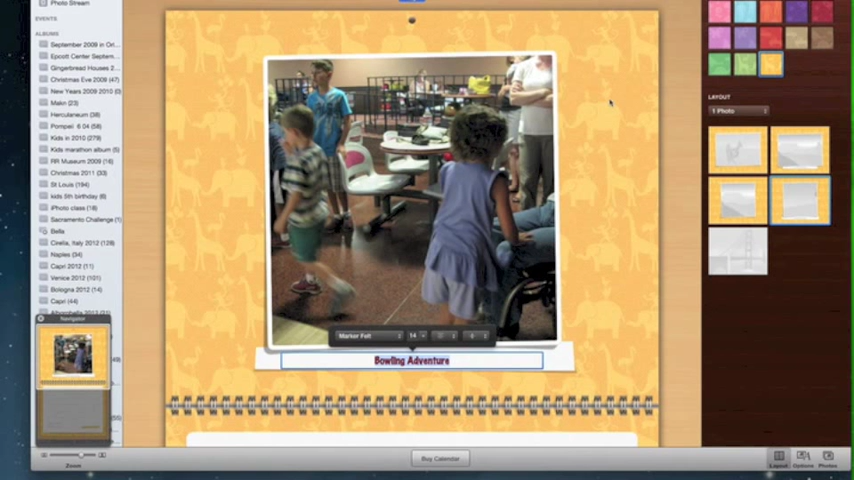 Photo Stream
EVENTS
ALBUMS
September 2009 in Orl...
Epcott Center Septem...
Gingerbread Houses 2...
Christmas Eve 2009 (47)
New Years 2009 2010 (0)
Makn (23)
Herculaneum (38)
Pompei 6 04 (58)
Kids in 2010 (279)
Kids marathon album (5)
RR Museum 2009 (16)
Christmas 2011 (33)
St Louis (194)
kids 5th birthday (6)
iPhoto class (18)
Sacramento Challenge (1)
Bella
Cirella, Italy 2012 (128)
Naples (34)
Capri 2012 (11)
Venice 2012 (101)
Bologna 2012 (14)
Capri (44)
Navigator
Zoom
Marker Felt
14
Bowling Adventure
Buy Calendar
LAYOUT
1 Photo
Layout
Options
Photos